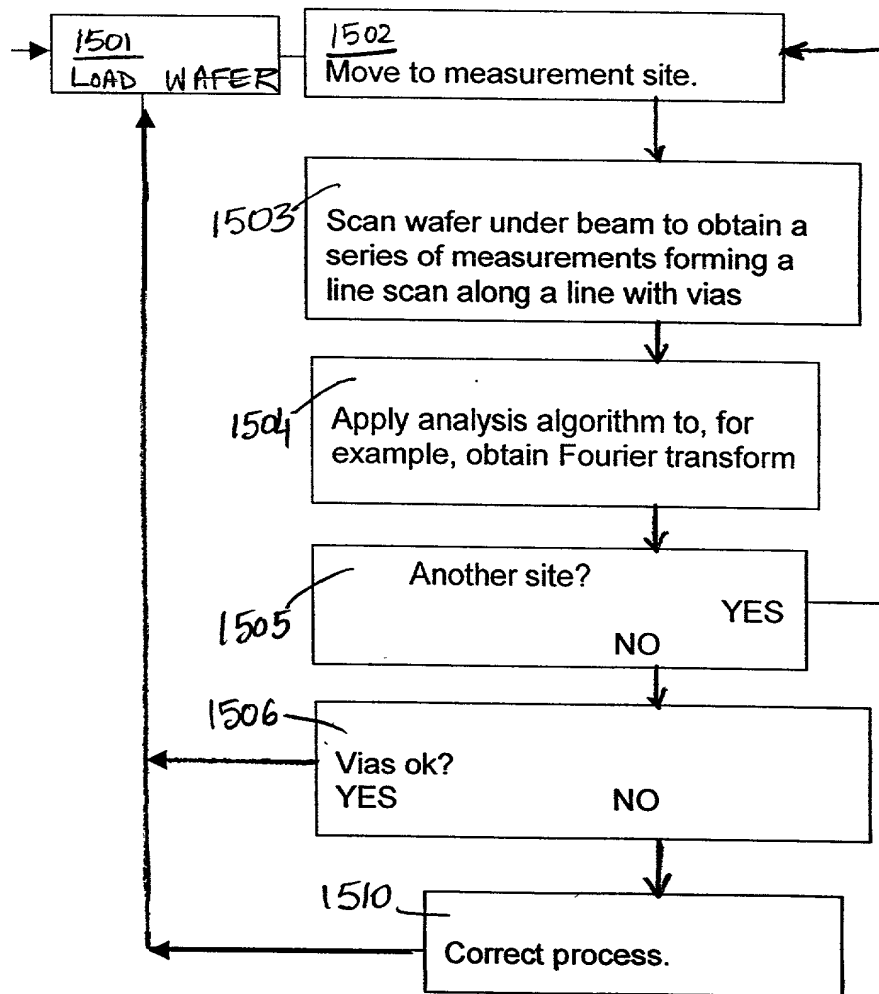 1501
LOAD WAFER
1502
Move to measurement site.
1503
Scan wafer under beam to obtain a
series of measurements forming a
line scan along a line with vias
1504
Apply analysis algorithm to, for
example, obtain Fourier transform
Another site?
1505
YES
NO
1506
Vias ok?
YES NO
1510
Correct process.